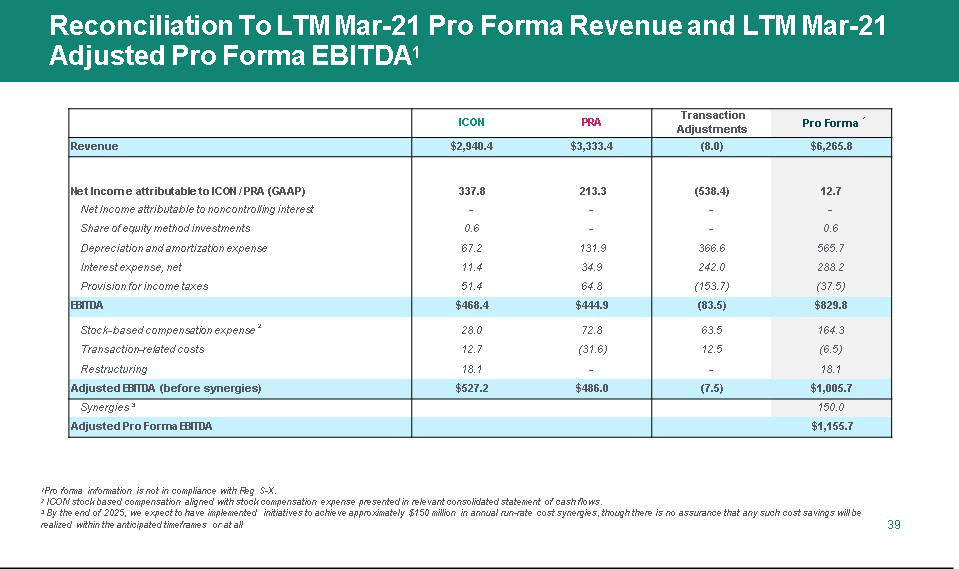 Reconciliation To LTM Mar-21 Pro Forma Revenue and LTM Mar-21
Adjusted Pro Forma EBITDA¹
ICON PRA Transaction Adjustments Pro Forma ¹
Revenue $2,940.4 $3,333.4 (8.0) $6,265.8
Net Income attributable to ICON / PRA (GAAP) 337.8 213.3 (538.4) 12.7
Net Income attributable to noncontrolling interest – – – –
Share of equity method investments 0.6 – – 0.6
Depreciation and amortization expense 67.2 131.9 366.6 565.7
Interest expense, net 11.4 34.9 242.0 288.2
Provision for income taxes 51.4 64.8 (153.7) (37.5)
EBITDA $468.4 $444.9 (83.5) $829.8
Stock-based compensation expense ² 28.0 72.8 63.5 164.3
Transaction-related costs 12.7 (31.6) 12.5 (6.5)
Restructuring 18.1 – – 18.1
Adjusted EBITDA (before synergies) $527.2 $486.0 (7.5) $1,005.7
Synergies ³ 150.0
Adjusted Pro Forma EBITDA $1,155.7
¹Pro forma information is not in compliance with Reg S-X.
² ICON stock based compensation aligned with stock compensation expense presented in relevant consolidated statement of cash flows.
³ By the end of 2025, we expect to have implemented initiatives to achieve approximately $150 million in annual run-rate cost synergies, though there is no assurance that any such cost savings will be
realized within the anticipated timeframes or at all
39